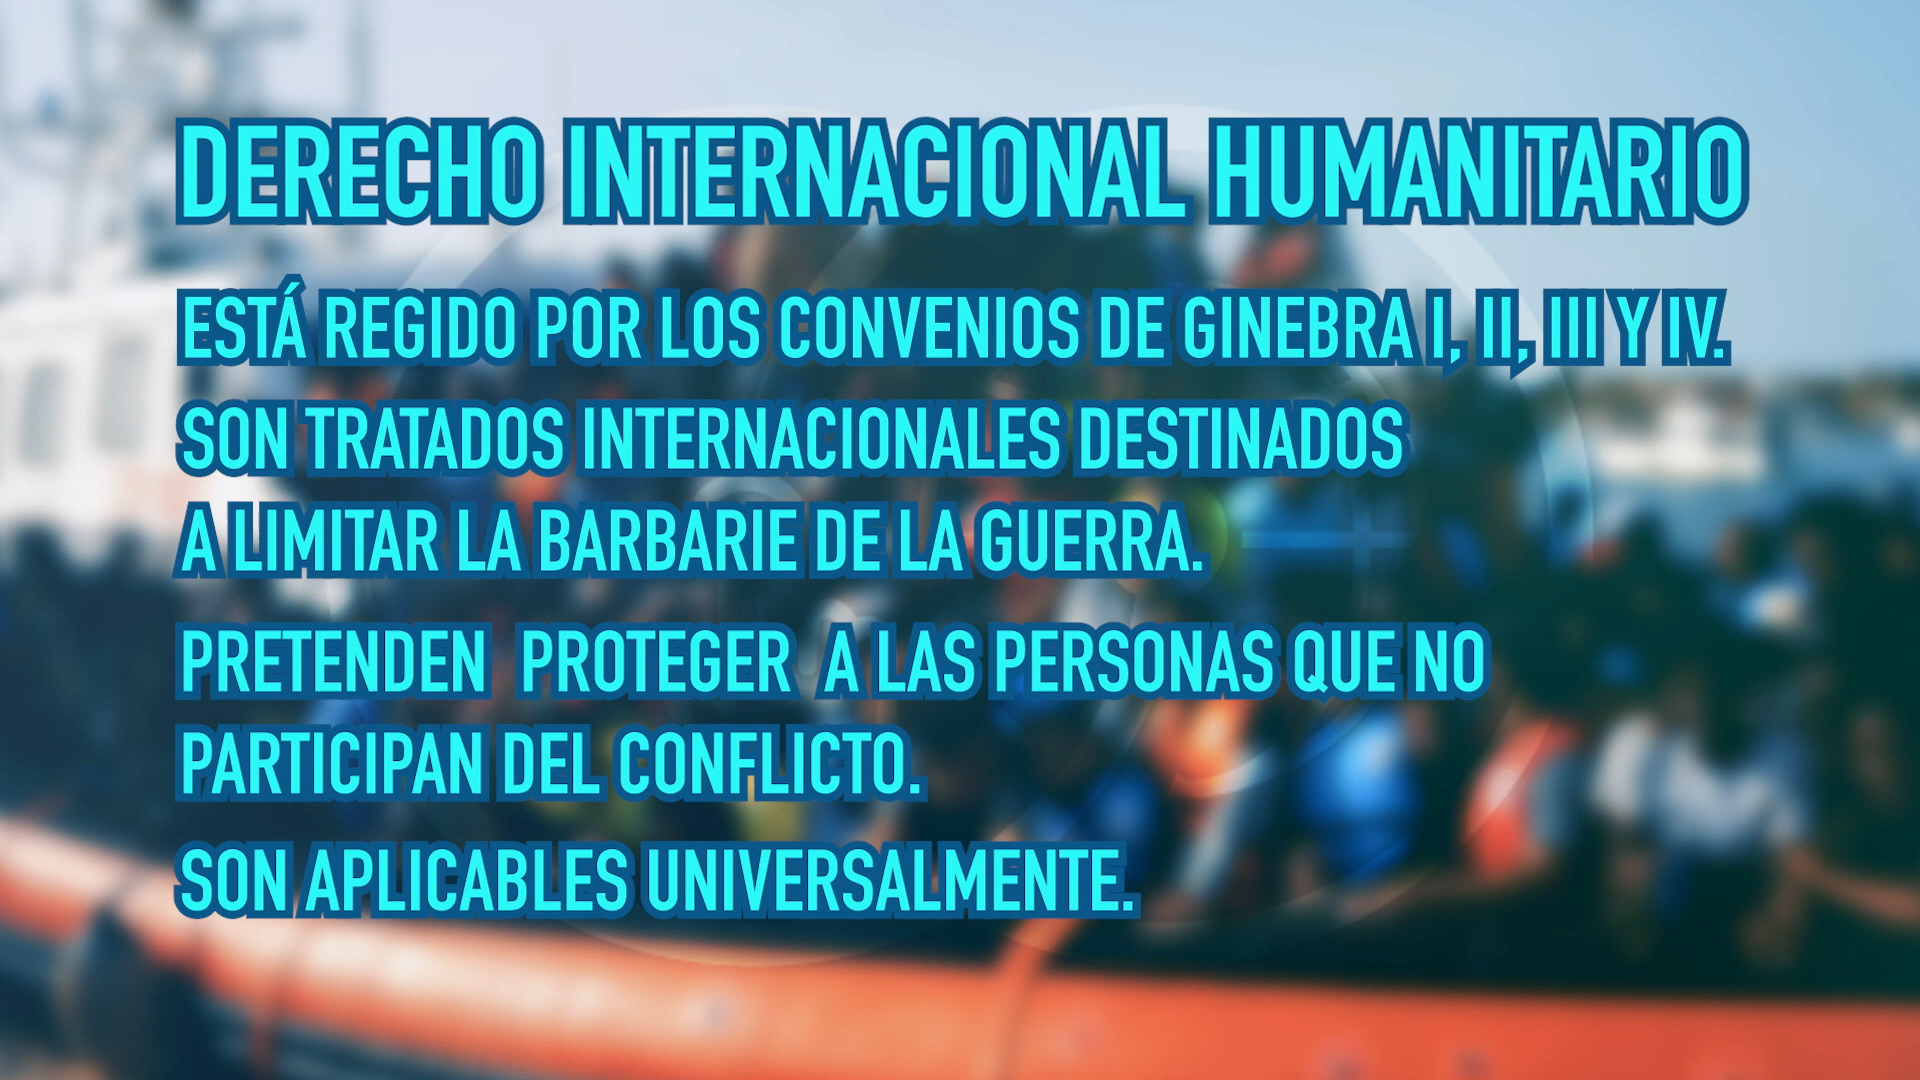 DERECHO INTERNACIONAL HUMANITARIO
ESTÁ REGIDO POR LOS CONVENIOS DE GINEBRA I, II, III Y IV.
SON TRATADOS INTERNACIONALES DESTINADOS
A LIMITAR LA BARBARIE DE LA GUERRA.
PRETENDEN PROTEGER A LAS PERSONAS QUE NO
PARTICIPAN DEL CONFLICTO.
SON APLICABLES UNIVERSALMENTE.